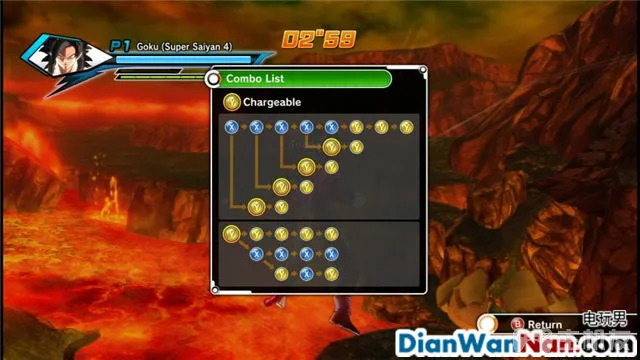 P1 Goku (Super Saiyan 4)
02"59
Combo List
Y Chargeable
X X X X X Y Y Y
Y Y
Y Y
Y Y
Y Y
Y Y Y Y Y
X X X X
Y X Y
B Return
电玩男
DianWanNan.com